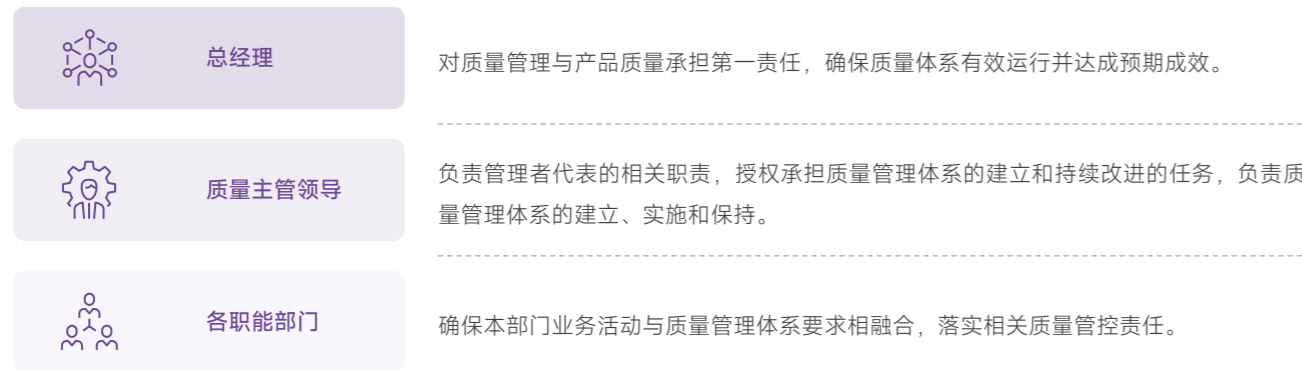 总经理
对质量管理与产品质量承担第一责任，确保质量体系有效运行并达成预期成效。
质量主管领导
负责管理者代表的相关职责，授权承担质量管理体系的建立和持续改进的任务，负责质
量管理体系的建立、实施和保持。
各职能部门
确保本部门业务活动与质量管理体系要求相融合，落实相关质量管控责任。